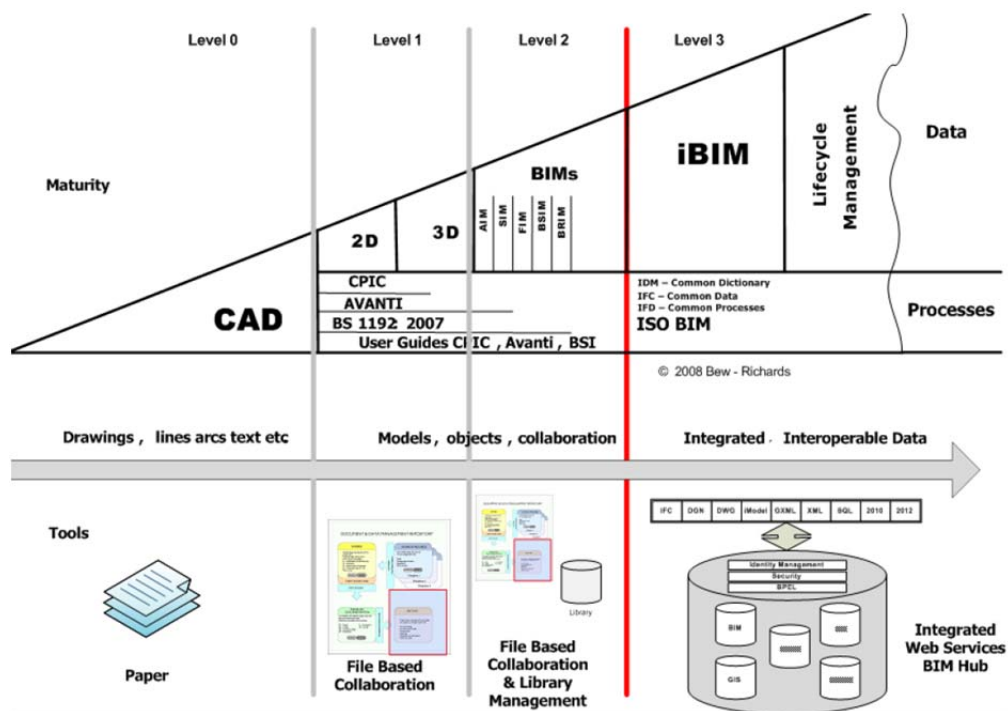 Level 0
Level 1
Level 2
Level 3
Maturity
CAD
2D
3D
BIMs
AIM
SIM
FIM
BSIM
BRIM
iBIM
Lifecycle
Management
Data
CPIC
AVANTI
BS 1192: 2007
User Guides CPIC , Avanti , BSI
IDM – Common Dictionary
IFC – Common Data
IFD – Common Processes
ISO BIM
Processes
© 2008 Bew - Richards
Drawings , lines arcs text etc
Models , objects , collaboration
Integrated . Interoperable Data
Tools
Paper
File Based
Collaboration
Library
File Based
Collaboration
& Library
Management
IFC
DGN
DWG
iModel
GXML
XML
SQL
2010
2012
Identity Management
Security
BPEL
BIM
GIS
Integrated
Web Services
BIM Hub